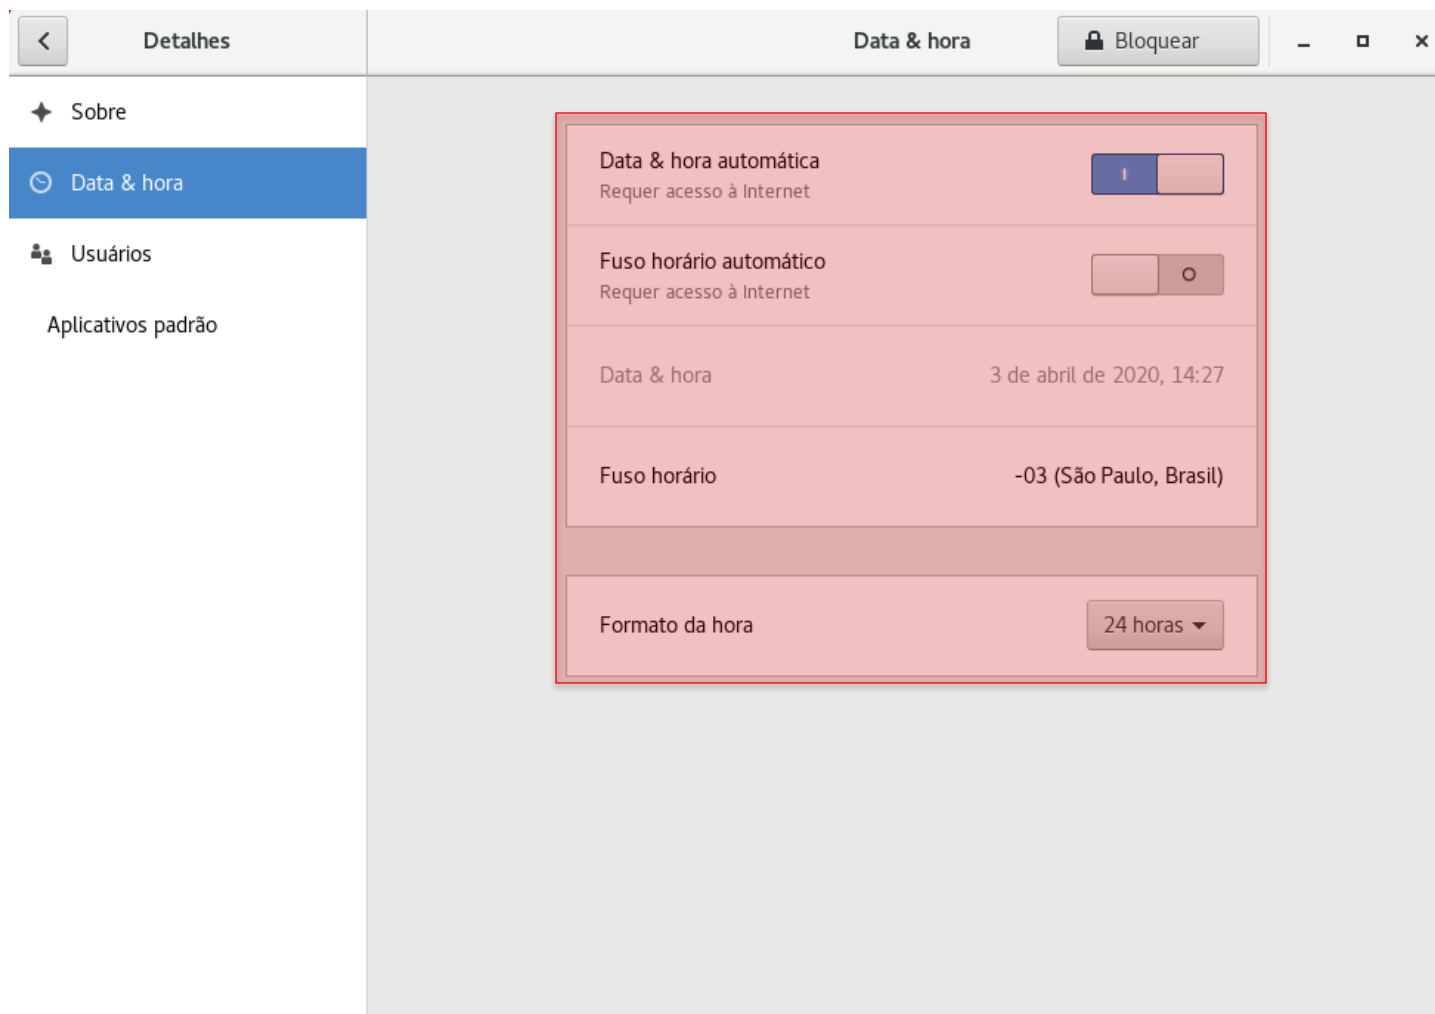 Detalhes
Data & hora
Bloquear
Sobre
Data & hora
Usuários
Aplicativos padrão
Data & hora automática
Requer acesso à Internet
Fuso horário automático
Requer acesso à Internet
Data & hora 3 de abril de 2020, 14:27
Fuso horário -03 (São Paulo, Brasil)
Formato da hora 24 horas